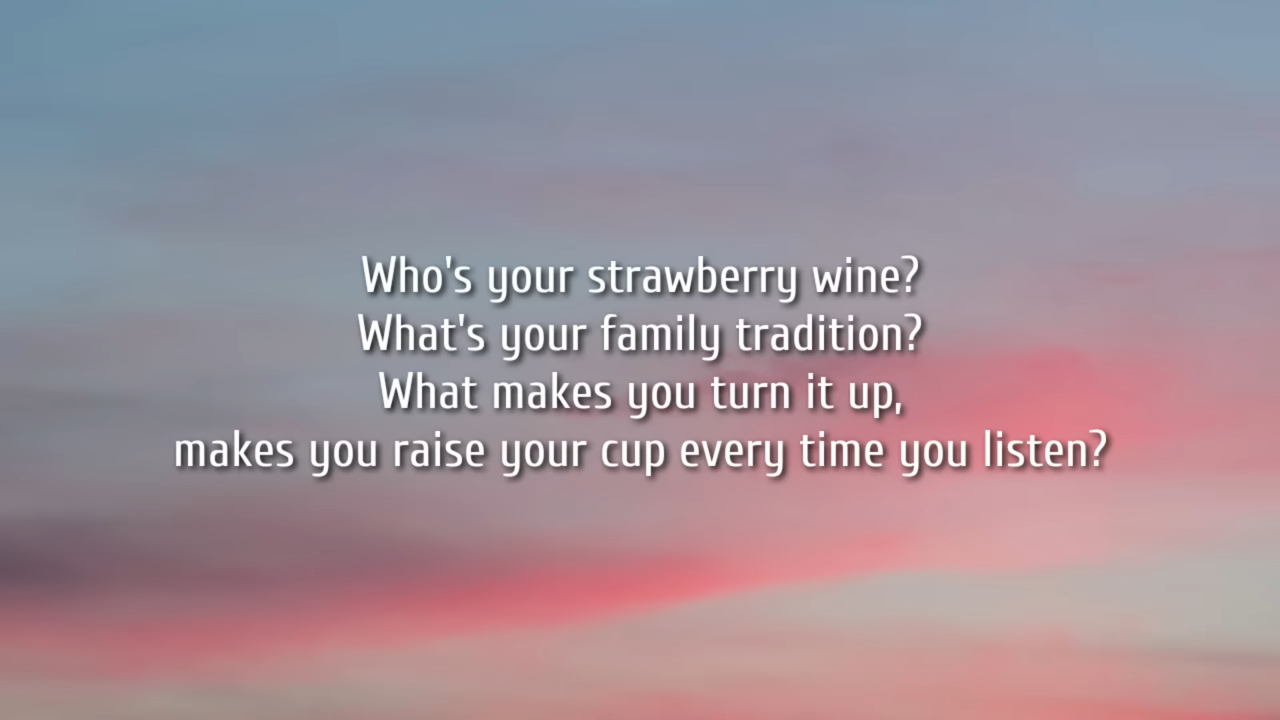 Who's your strawberry wine?
What's your family tradition?
What makes you turn it up,
makes you raise your cup every time you listen?